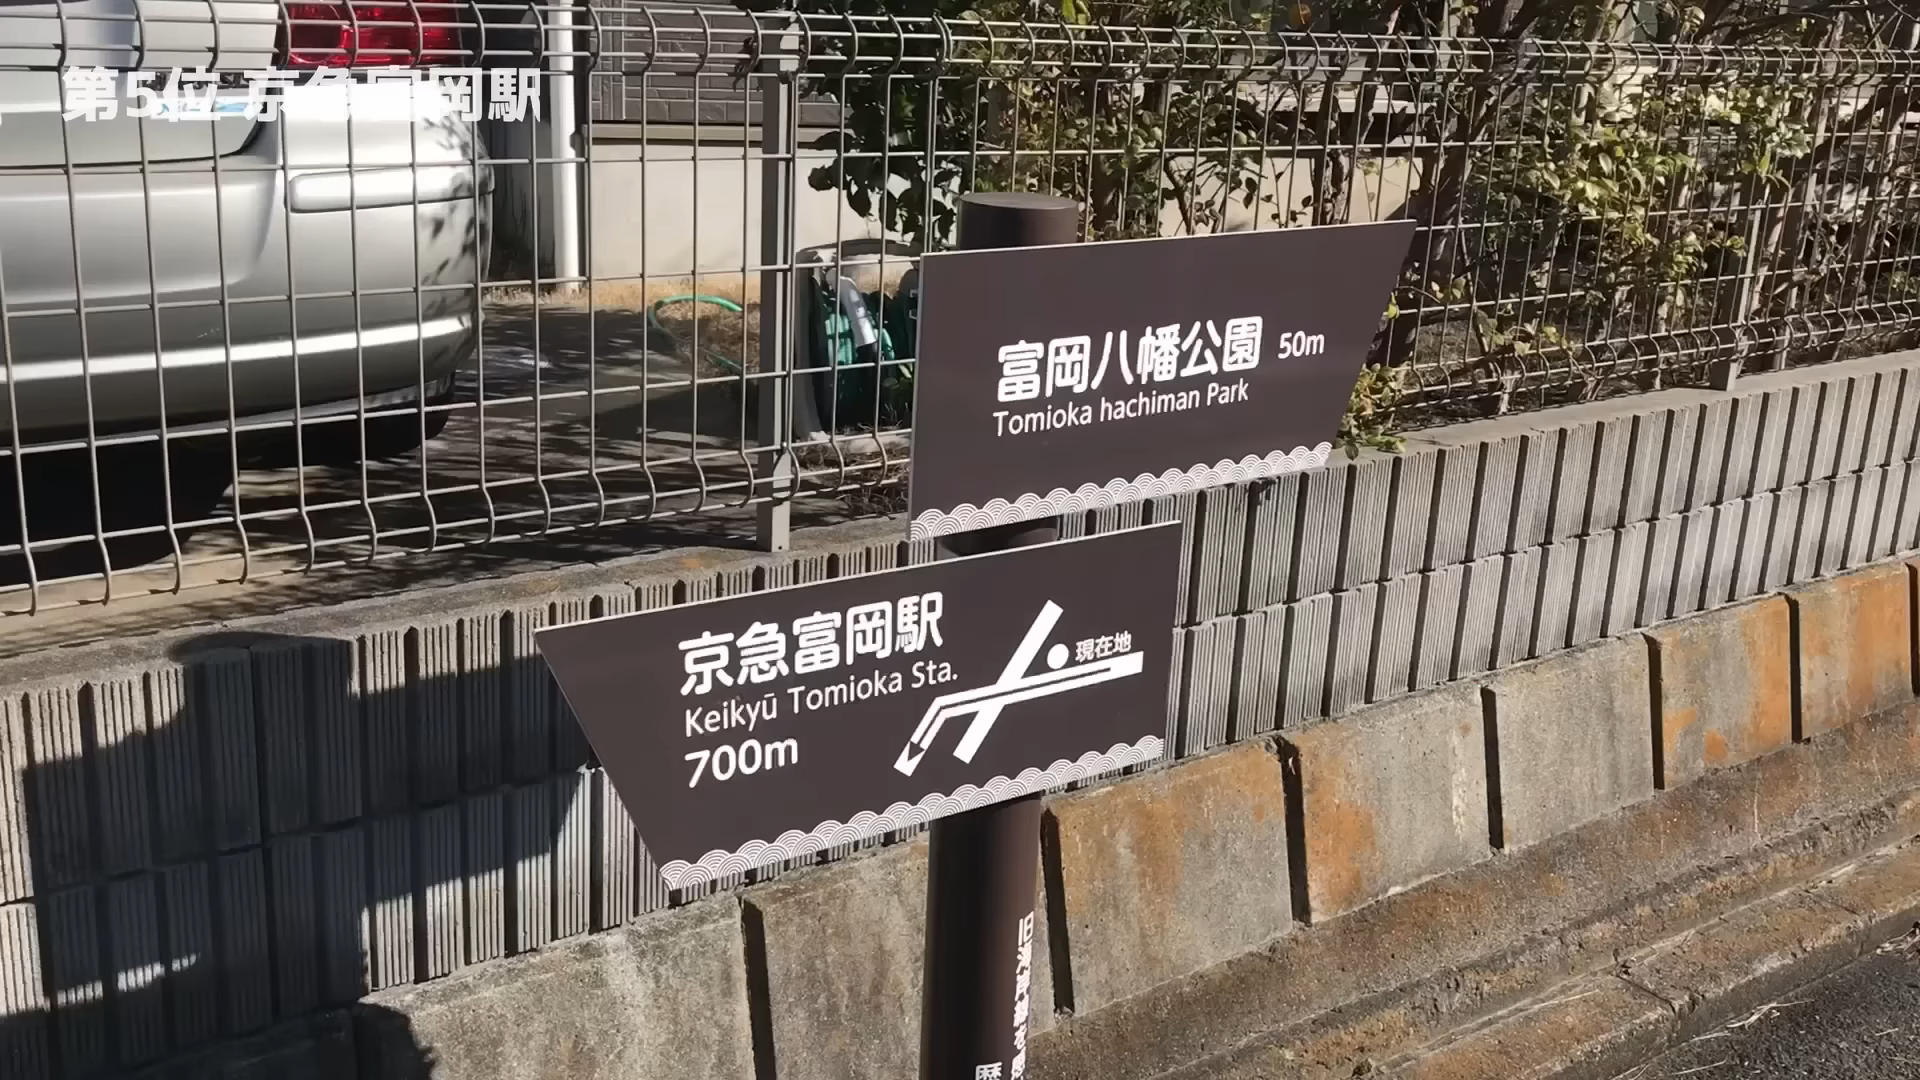 第5位 京急富岡駅
富岡八幡公園 50m
Tomioka hachiman Park
京急富岡駅
Keikyū Tomioka Sta.
700m
現在地
歴